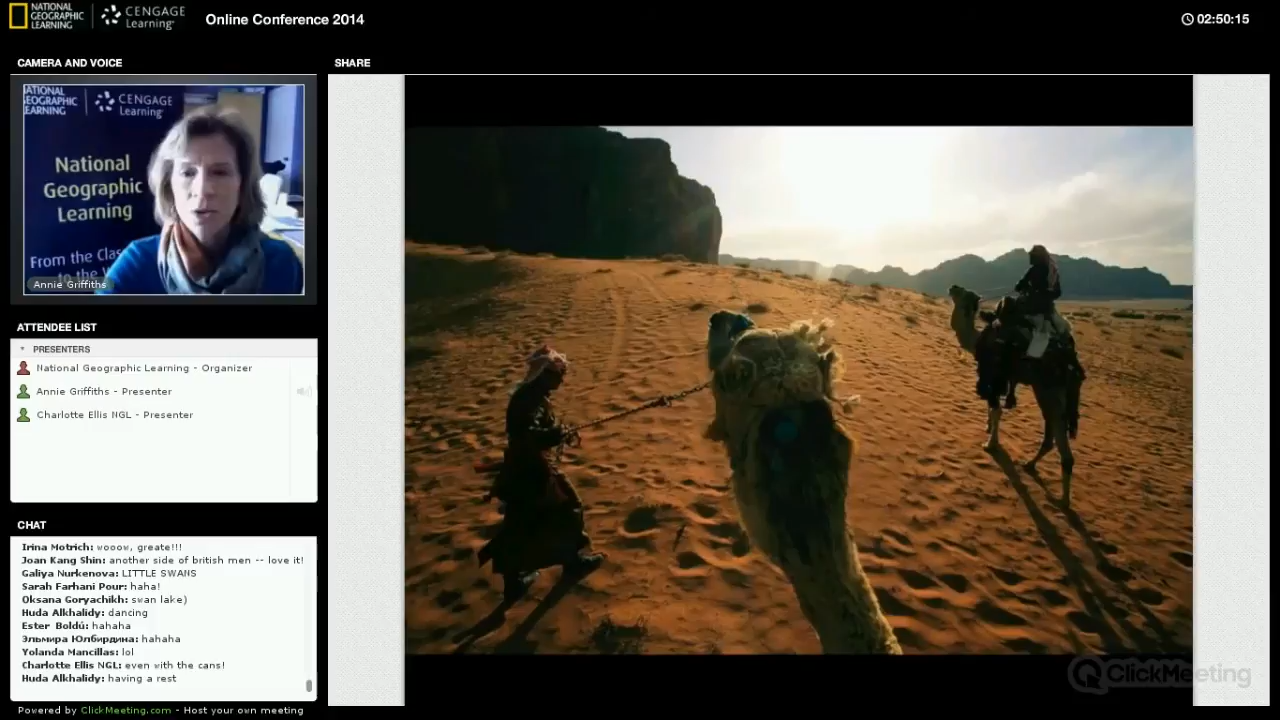 NATIONAL
GEOGRAPHIC
LEARNING
CENGAGE
Learning
Online Conference 2014
02:50:15
CAMERA AND VOICE
SHARE
NATIONAL
GEOGRAPHIC
LEARNING
CENGAGE
Learning
National
Geographic
Learning
From the Clas
to the W
Annie Griffiths
ATTENDEE LIST
PRESENTERS
National Geographic Learning - Organizer
Annie Griffiths - Presenter
Charlotte Ellis NGL - Presenter
CHAT
Irina Motrich: wooow, greate!!!
Joan Kang Shin: another side of british men -- love it!
Galiya Nurkenova: LITTLE SWANS
Sarah Farhani Pour: haha!
Oksana Goryachikh: swan lake)
Huda Alkhalidy: dancing
Ester Boldú: hahaha
Эльмира Юлбирдина: hahaha
Yolanda Mancillas: lol
Charlotte Ellis NGL: even with the cans!
Huda Alkhalidy: having a rest
ClickMeeting
Powered by ClickMeeting.com - Host your own meeting